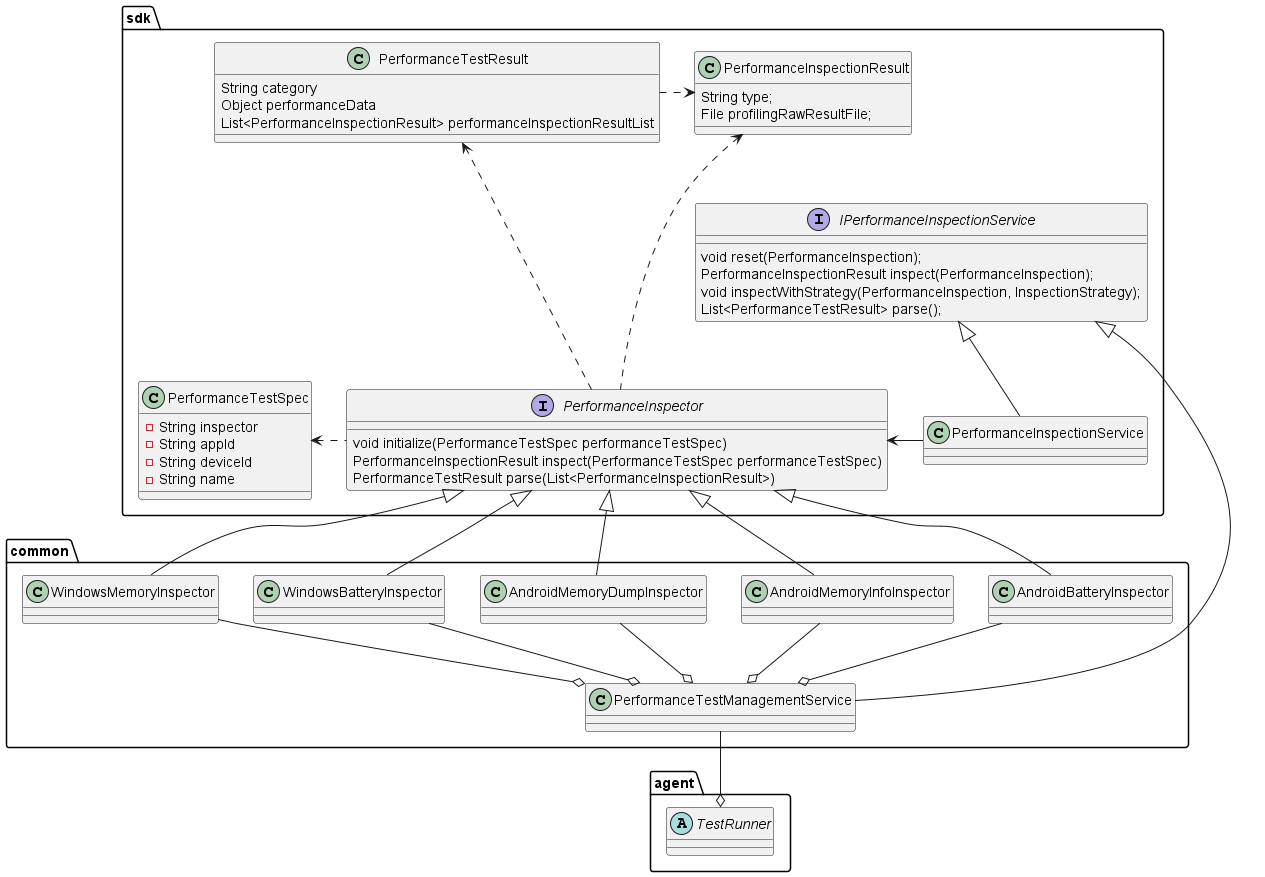 sdk
C PerformanceTestResult
String category
Object performanceData
List<PerformanceInspectionResult> performanceInspectionResultList
C PerformanceInspectionResult
String type;
File profilingRawResultFile;
I IPerformanceInspectionService
void reset(PerformanceInspection);
PerformanceInspectionResult inspect(PerformanceInspection);
void inspectWithStrategy(PerformanceInspection, InspectionStrategy);
List<PerformanceTestResult> parse();
C PerformanceTestSpec
String inspector
String appId
String deviceId
String name
I PerformanceInspector
void initialize(PerformanceTestSpec performanceTestSpec)
PerformanceInspectionResult inspect(PerformanceTestSpec performanceTestSpec)
PerformanceTestResult parse(List<PerformanceInspectionResult>)
C PerformanceInspectionService
common
C WindowsMemoryInspector
C WindowsBatteryInspector
C AndroidMemoryDumpInspector
C AndroidMemoryInfoInspector
C AndroidBatteryInspector
C PerformanceTestManagementService
agent
A TestRunner